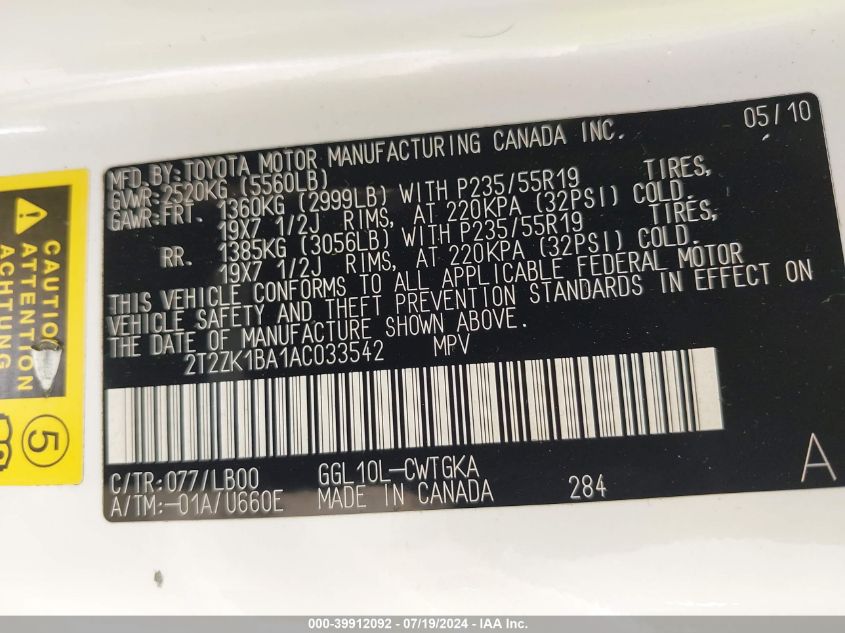 MFD.BY:TOYOTA MOTOR MANUFACTURING CANADA INC. 05/10
GVWR:2520KG (5560LB)
GAWR:FRT. 1360KG (2999LB) WITH P235/55R19 TIRES,
19X7 1/2J RIMS, AT 220KPA (32PSI) COLD.
RR. 1385KG (3056LB) WITH P235/55R19 TIRES,
19X7 1/2J RIMS, AT 220KPA (32PSI) COLD.
THIS VEHICLE CONFORMS TO ALL APPLICABLE FEDERAL MOTOR
VEHICLE SAFETY AND THEFT PREVENTION STANDARDS IN EFFECT ON
THE DATE OF MANUFACTURE SHOWN ABOVE.
2T2ZK1BA1AC033542 MPV
C/TR:077/LB00 GGL10L-CWTGKA
A/TM:-01A/U660E MADE IN CANADA 284 A
CAUTION
ATTENTION
ACHTUNG
5
000-39912092 - 07/19/2024 - IAA Inc.